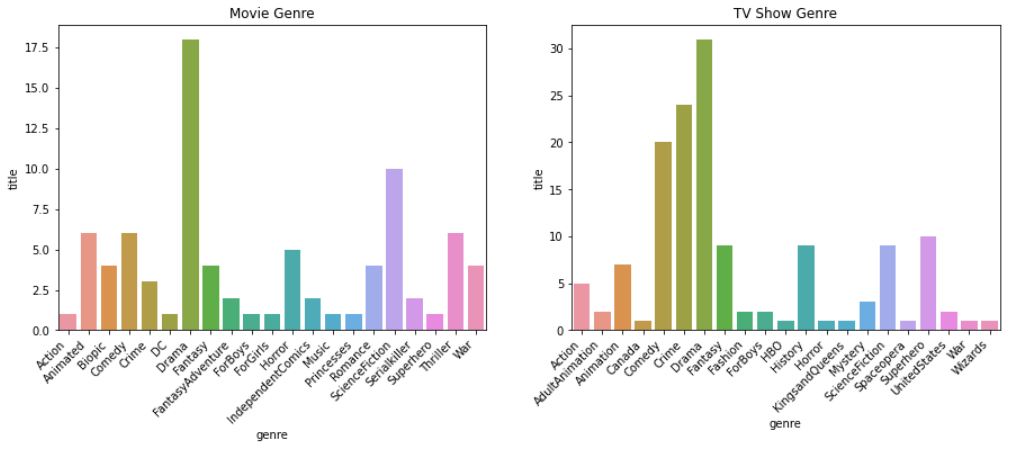 Movie Genre
17.5
15.0
12.5
10.0
7.5
5.0
2.5
0.0
title
Action
Animated
Biopic
Comedy
Crime
DC
Drama
Fantasy
FantasyAdventure
ForBoys
ForGirls
Horror
IndependentComics
Music
Princesses
Romance
ScienceFiction
Serialkiller
Superhero
Thriller
War
genre
TV Show Genre
30
25
20
15
10
5
0
title
Action
AdultAnimation
Animation
Canada
Comedy
Crime
Drama
Fantasy
Fashion
ForBoys
HBO
History
Horror
KingsandQueens
Mystery
ScienceFiction
Spaceopera
Superhero
UnitedStates
War
Wizards
genre